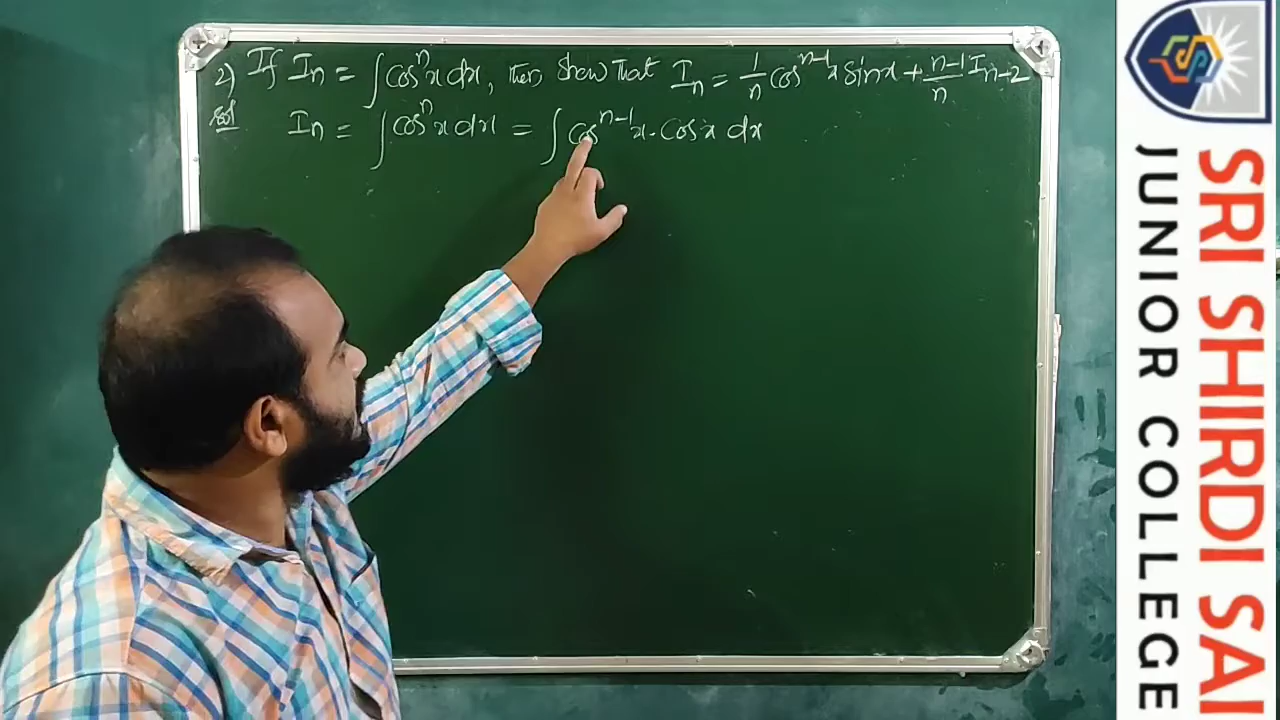 2) If Iₙ = ∫ Cosⁿx dx, then show that Iₙ = 1/n Cosⁿ⁻¹x Sinx + n-1/n Iₙ₋₂
Sol Iₙ = ∫ Cosⁿx dx = ∫ Cosⁿ⁻¹x · Cosx dx
SRI SHIRDI SAI
JUNIOR COLLEGE